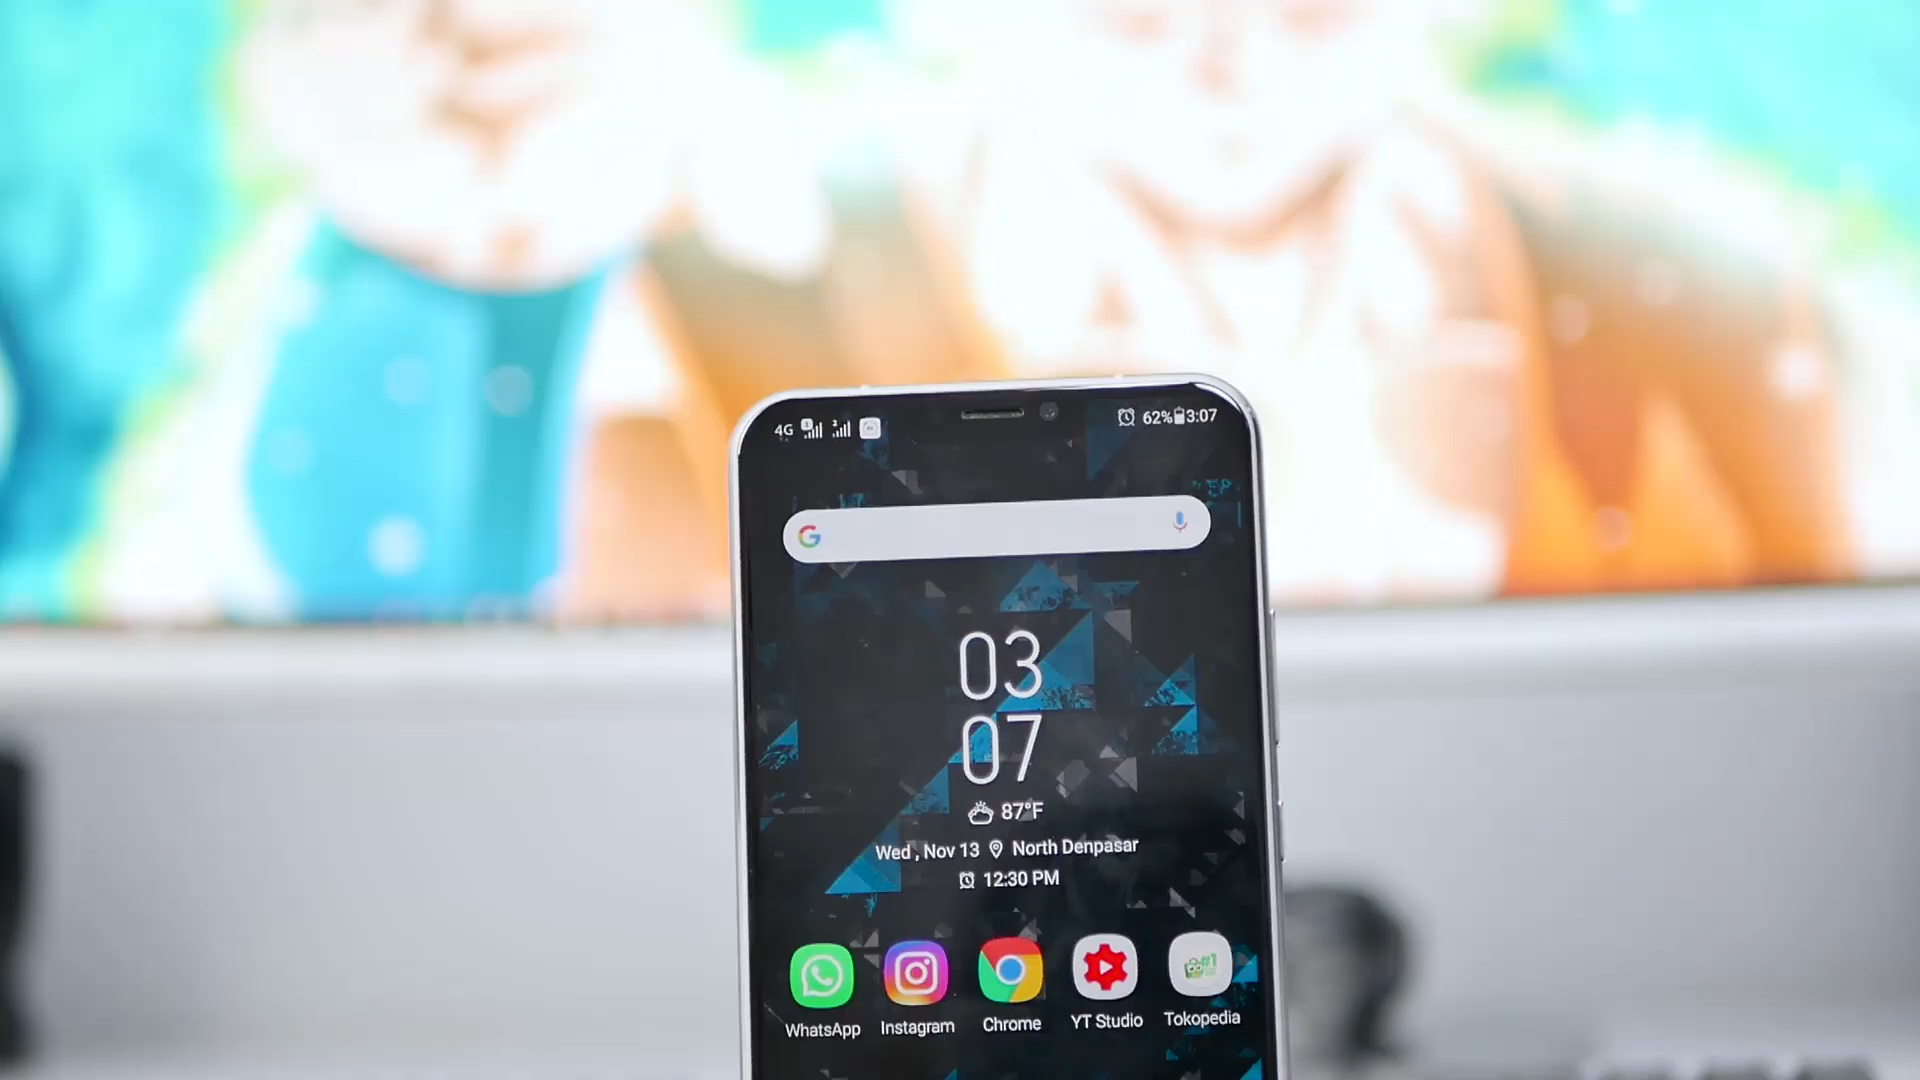 4G 62% 3:07
03
07
87°F
Wed , Nov 13 North Denpasar
12:30 PM
#1
WhatsApp Instagram Chrome YT Studio Tokopedia